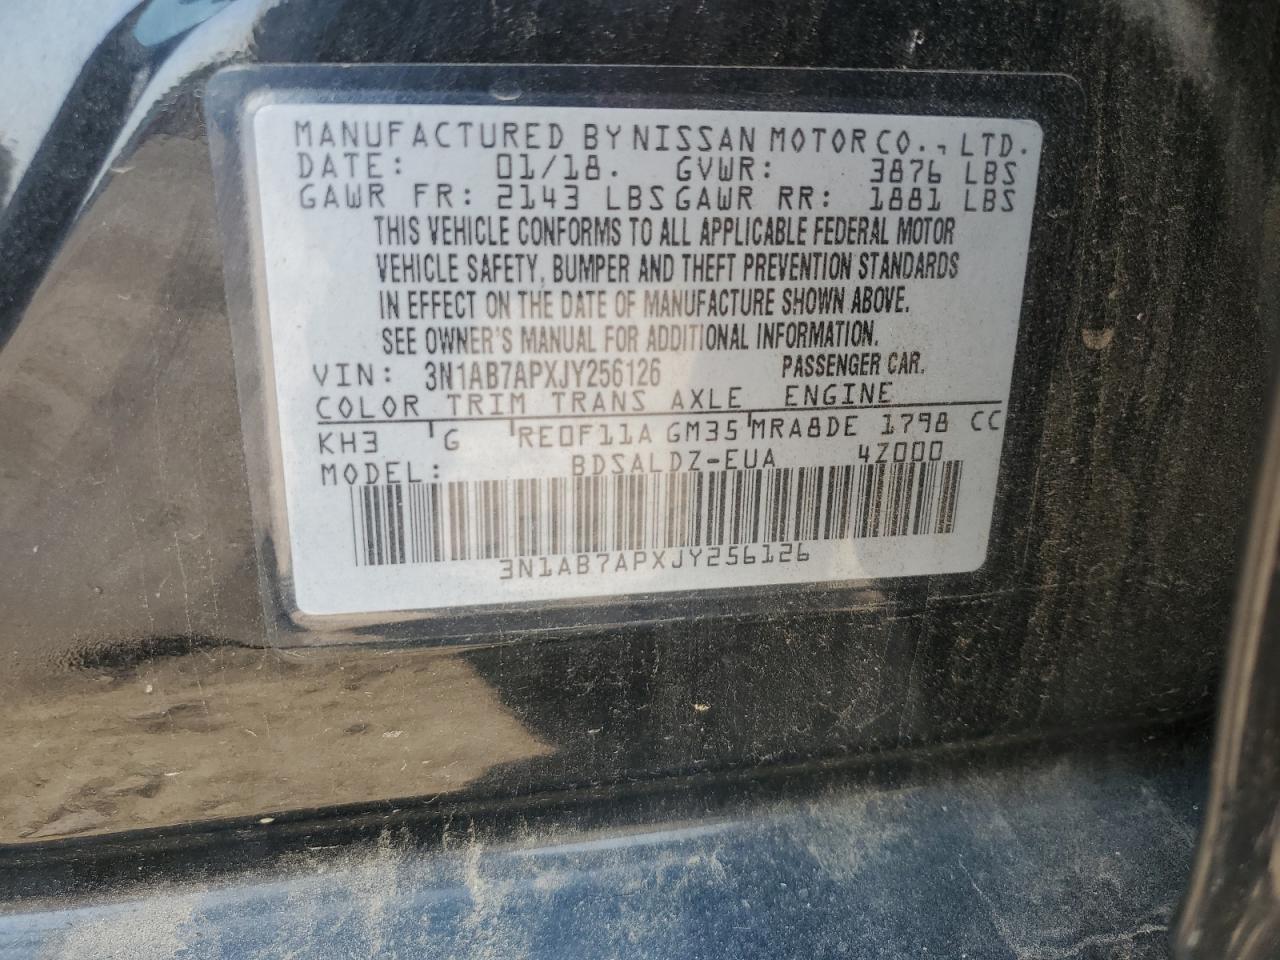 MANUFACTURED BY NISSAN MOTOR CO., LTD.
DATE: 01/18. GVWR: 3876 LBS
GAWR FR: 2143 LBS GAWR RR: 1881 LBS
THIS VEHICLE CONFORMS TO ALL APPLICABLE FEDERAL MOTOR
VEHICLE SAFETY, BUMPER AND THEFT PREVENTION STANDARDS
IN EFFECT ON THE DATE OF MANUFACTURE SHOWN ABOVE.
SEE OWNER'S MANUAL FOR ADDITIONAL INFORMATION.
VIN: 3N1AB7APXJY256126 PASSENGER CAR.
COLOR TRIM TRANS AXLE ENGINE
KH3 G RE0F11A GM35 MRA8DE 1798 CC
MODEL: BDSALDZ-EUA 4Z000
3N1AB7APXJY256126